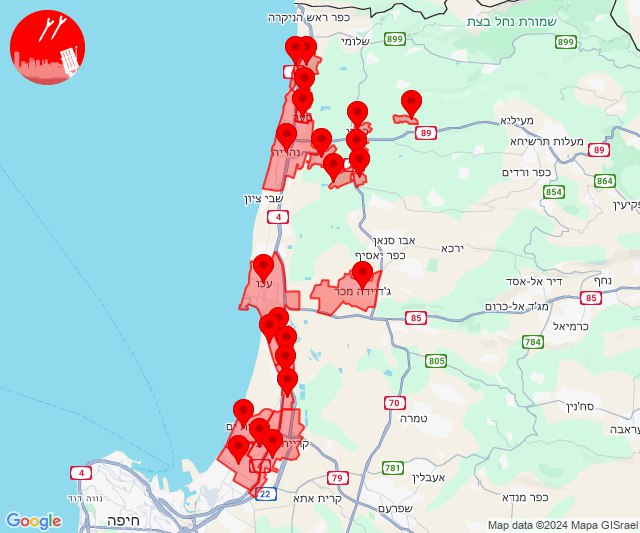 כפר ראש הניקרה
שמורת נחל בצת
899
שלומי
899
4
מעיליא
89
מעלות תרשיחא
נהריה
89
כפר ורדים
864
854
שבי ציון
פקיעין
4
אבו סנאן
ירכא
כפר יאסיף
עכו
ג'דיידה מכר
דיר אל-אסד
נחף
85
מג'ד אל-כרום
85
כרמיאל
784
805
70
סח'נין
טמרה
עראבה
4
79
781
אעבלין
נווה דוד
22
קרית אתא
כפר מנדא
שפרעם
חיפה
Google
Map data ©2024 Mapa GISrael